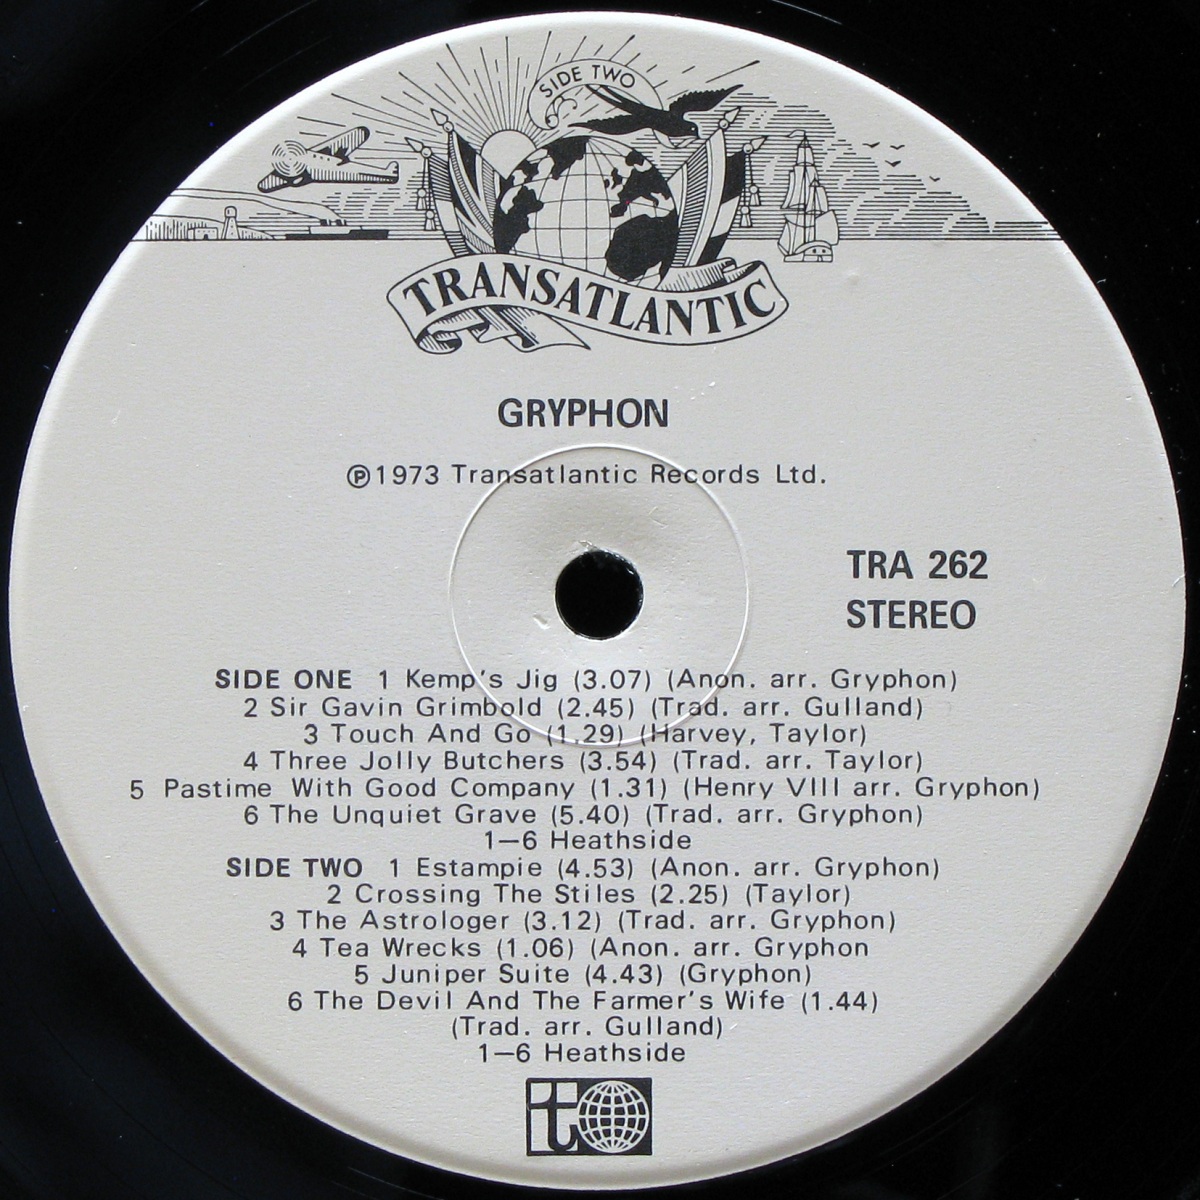 SIDE TWO
TRANSATLANTIC
GRYPHON
℗1973 Transatlantic Records Ltd.
TRA 262
STEREO
SIDE ONE 1 Kemp's Jig (3.07) (Anon. arr. Gryphon)
2 Sir Gavin Grimbold (2.45) (Trad. arr. Gulland)
3 Touch And Go (1.29) (Harvey, Taylor)
4 Three Jolly Butchers (3.54) (Trad. arr. Taylor)
5 Pastime With Good Company (1.31) (Henry VIII arr. Gryphon)
6 The Unquiet Grave (5.40) (Trad. arr. Gryphon)
1—6 Heathside
SIDE TWO 1 Estampie (4.53) (Anon. arr. Gryphon)
2 Crossing The Stiles (2.25) (Taylor)
3 The Astrologer (3.12) (Trad. arr. Gryphon)
4 Tea Wrecks (1.06) (Anon. arr. Gryphon
5 Juniper Suite (4.43) (Gryphon)
6 The Devil And The Farmer's Wife (1.44)
(Trad. arr. Gulland)
1—6 Heathside
t